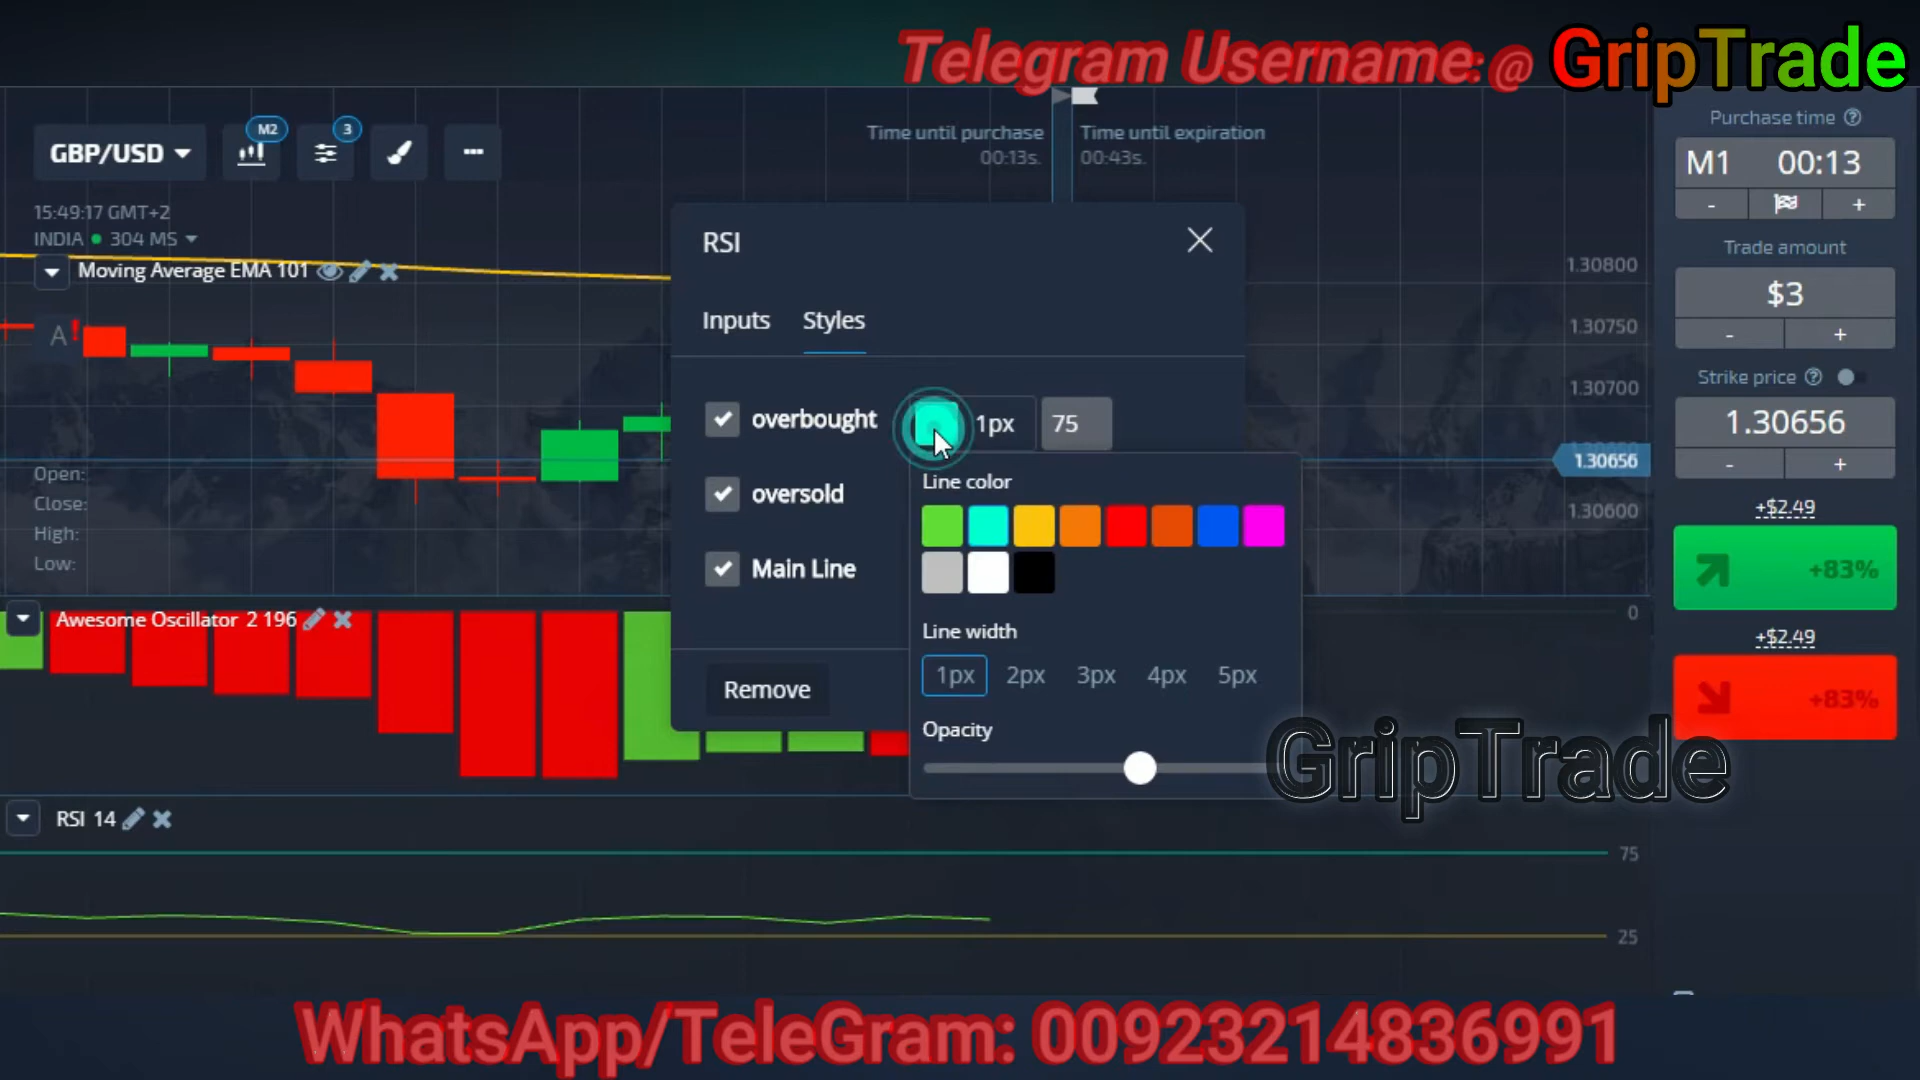 Telegram Username:@ GripTrade
GBP/USD
M2
3
Time until purchase
00:13s.
Time until expiration
00:43s.
Purchase time
M1 00:13
- +
Trade amount
$3
- +
Strike price
1.30656
- +
+$2.49
+83%
+$2.49
+83%
15:49:17 GMT+2
INDIA 304 MS
Moving Average EMA 101
A
Open:
Close:
High:
Low:
1.30800
1.30750
1.30700
1.30656
1.30600
RSI
Inputs Styles
overbought 1px 75
oversold
Main Line
Remove
Line color
Line width
1px 2px 3px 4px 5px
Opacity
Awesome Oscillator 2 196
0
GripTrade
RSI 14
75
25
WhatsApp/TeleGram: 00923214836991